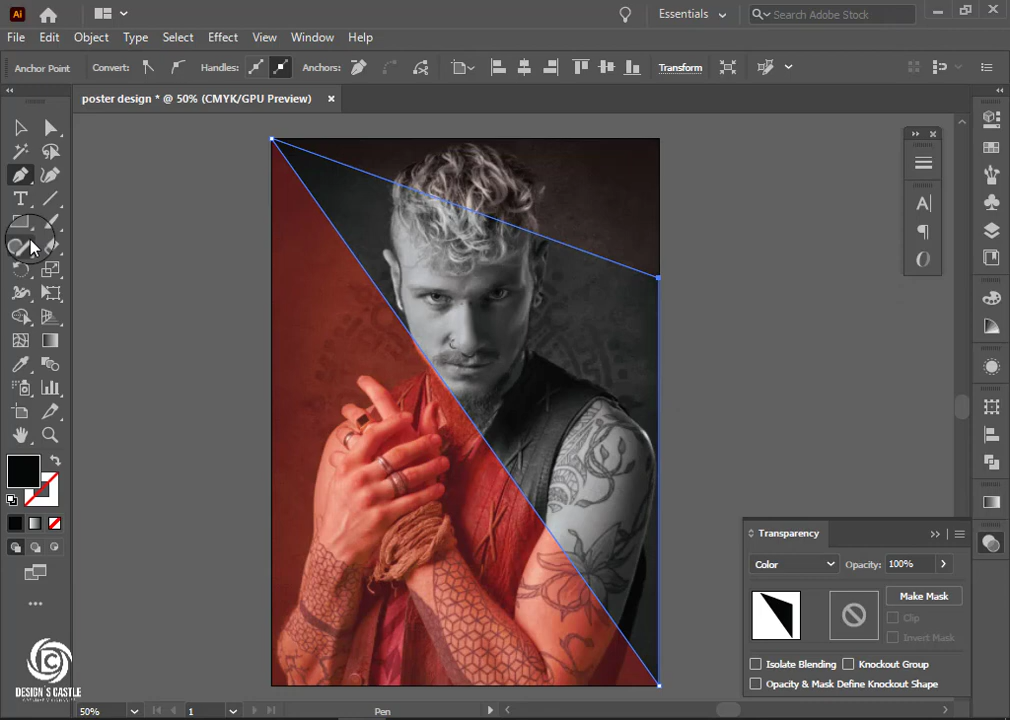 Ai
Essentials
Search Adobe Stock
File Edit Object Type Select Effect View Window Help
Anchor Point Convert: Handles: Anchors: Transform
poster design * @ 50% (CMYK/GPU Preview) ×
T
A
Transparency
Color Opacity: 100%
Make Mask
Clip
Invert Mask
Isolate Blending Knockout Group
Opacity & Mask Define Knockout Shape
DESIGN'S CASTLE
50% 1 Pen